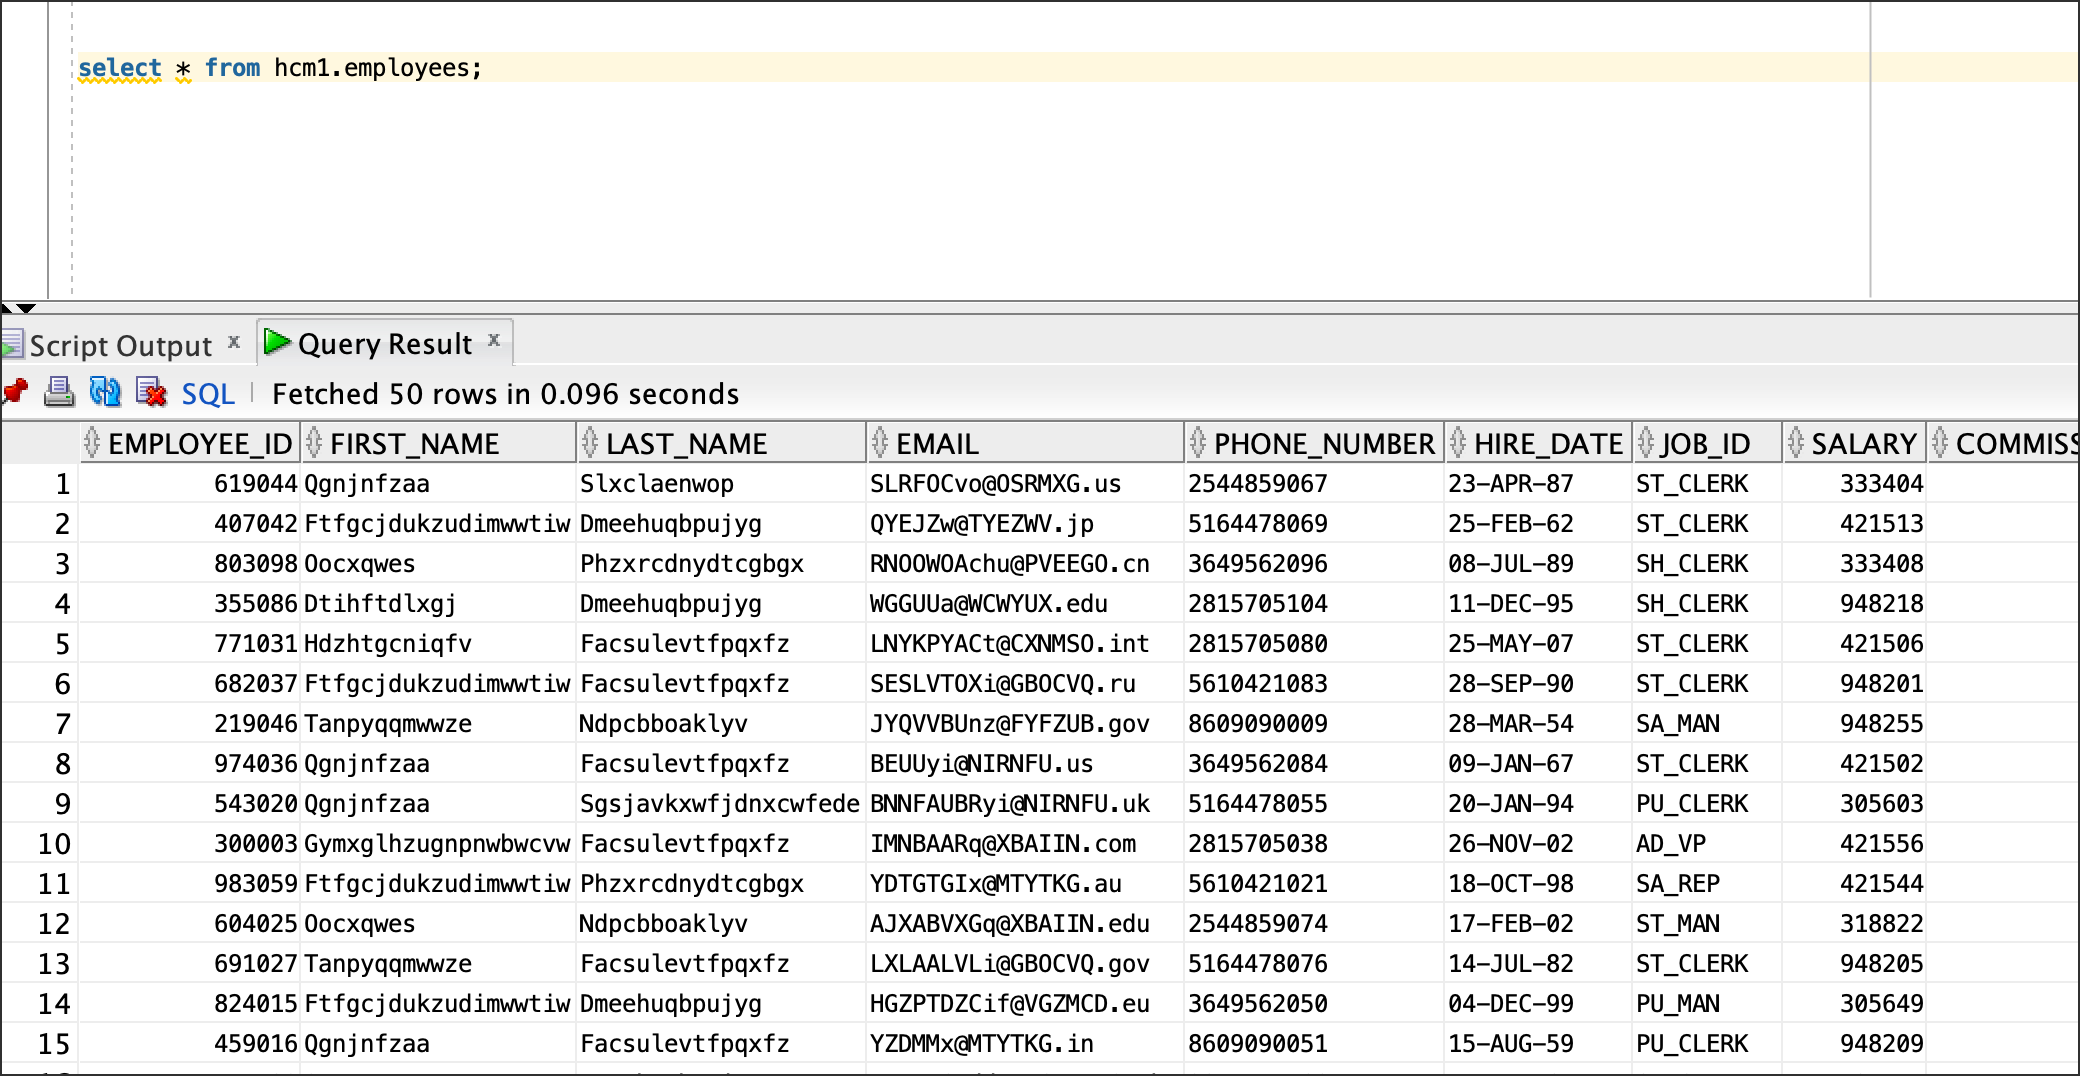 select * from hcm1.employees;
Script Output x Query Result x
SQL Fetched 50 rows in 0.096 seconds
EMPLOYEE_ID FIRST_NAME LAST_NAME EMAIL PHONE_NUMBER HIRE_DATE JOB_ID SALARY COMMISS
1 619044 Qgnjnfzaa Slxclaenwop SLRFOCvo@OSRMXG.us 2544859067 23-APR-87 ST_CLERK 333404
2 407042 Ftfgcjdukzudimwwtiw Dmeehuqbpujyg QYEJZw@TYEZWV.jp 5164478069 25-FEB-62 ST_CLERK 421513
3 803098 Oocxqwes Phzxrcdnydtcgbgx RNOOWOAchu@PVEEGO.cn 3649562096 08-JUL-89 SH_CLERK 333408
4 355086 Dtihftdlxgj Dmeehuqbpujyg WGGUUa@WCWYUX.edu 2815705104 11-DEC-95 SH_CLERK 948218
5 771031 Hdzhtgcniqfv Facsulevtfpqxfz LNYKPYACt@CXNMSO.int 2815705080 25-MAY-07 ST_CLERK 421506
6 682037 Ftfgcjdukzudimwwtiw Facsulevtfpqxfz SESLVTOXi@GBOCVQ.ru 5610421083 28-SEP-90 ST_CLERK 948201
7 219046 Tanpyqqmwwze Ndpcbboaklyv JYQVVBUnz@FYFZUB.gov 8609090009 28-MAR-54 SA_MAN 948255
8 974036 Qgnjnfzaa Facsulevtfpqxfz BEUUyi@NIRNFU.us 3649562084 09-JAN-67 ST_CLERK 421502
9 543020 Qgnjnfzaa Sgsjavkxwfjdnxcwfede BNNFAUBRyi@NIRNFU.uk 5164478055 20-JAN-94 PU_CLERK 305603
10 300003 Gymxglhzugnpnwbwcvw Facsulevtfpqxfz IMNBAARq@XBAIIN.com 2815705038 26-NOV-02 AD_VP 421556
11 983059 Ftfgcjdukzudimwwtiw Phzxrcdnydtcgbgx YDTGTGIx@MTYTKG.au 5610421021 18-OCT-98 SA_REP 421544
12 604025 Oocxqwes Ndpcbboaklyv AJXABVXGq@XBAIIN.edu 2544859074 17-FEB-02 ST_MAN 318822
13 691027 Tanpyqqmwwze Facsulevtfpqxfz LXLAALVLi@GBOCVQ.gov 5164478076 14-JUL-82 ST_CLERK 948205
14 824015 Ftfgcjdukzudimwwtiw Dmeehuqbpujyg HGZPTDZCif@VGZMCD.eu 3649562050 04-DEC-99 PU_MAN 305649
15 459016 Qgnjnfzaa Facsulevtfpqxfz YZDMMx@MTYTKG.in 8609090051 15-AUG-59 PU_CLERK 948209